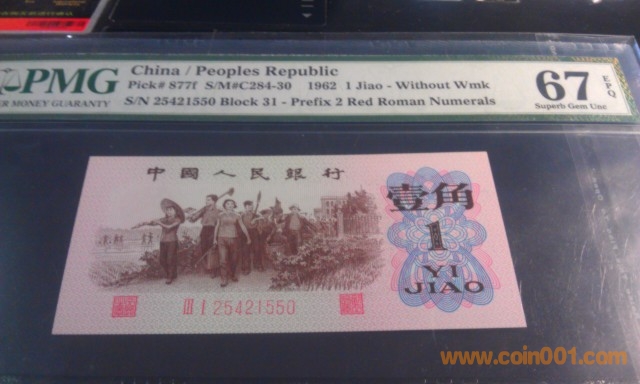 PMG
ER MONEY GUARANTY
China / Peoples Republic
Pick# 877f S/M#C284-30 1962 1 Jiao - Without Wmk
S/N 25421550 Block 31 - Prefix 2 Red Roman Numerals
67
EPQ
Superb Gem Unc
中國人民銀行
壹角
1
YI
JIAO
III I 25421550
www.coin001.com